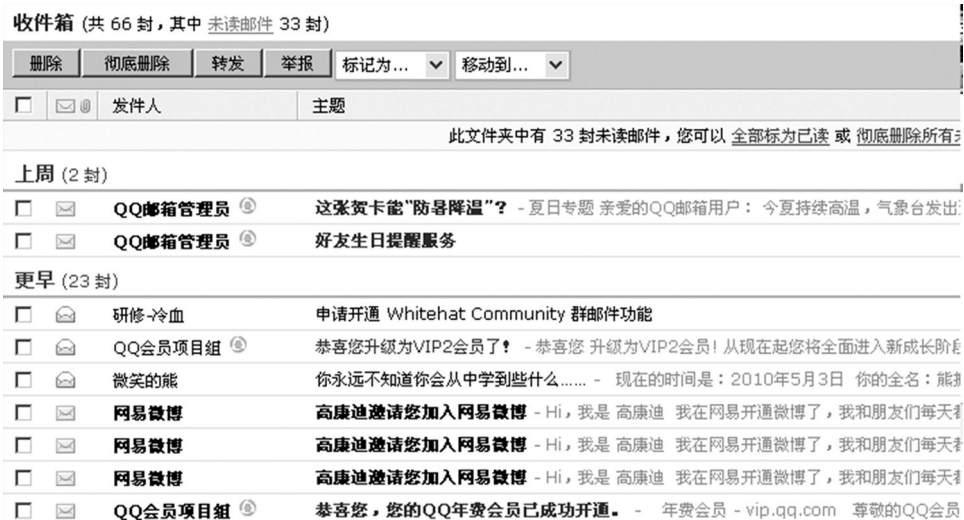 收件箱 (共 66 封，其中 未读邮件 33 封)
删除 彻底删除 转发 举报 标记为... 移动到...
发件人 主题
此文件夹中有 33 封未读邮件，您可以 全部标为已读 或 彻底删除所有
上周 (2 封)
QQ邮箱管理员 这张贺卡能"防暑降温"? - 夏日专题 亲爱的QQ邮箱用户： 今夏持续高温，气象台发出
QQ邮箱管理员 好友生日提醒服务
更早 (23 封)
研修-冷血 申请开通 Whitehat Community 群邮件功能
QQ会员项目组 恭喜您升级为VIP2会员了! - 恭喜您 升级为VIP2会员! 从现在起您将全面进入新成长阶段
微笑的熊 你永远不知道你会从中学到些什么...... - 现在的时间是：2010年5月3日 你的全名：熊
网易微博 高康迪邀请您加入网易微博 - Hi，我是 高康迪 我在网易开通微博了，我和朋友们每天
网易微博 高康迪邀请您加入网易微博 - Hi，我是 高康迪 我在网易开通微博了，我和朋友们每天
网易微博 高康迪邀请您加入网易微博 - Hi，我是 高康迪 我在网易开通微博了，我和朋友们每天
QQ会员项目组 恭喜您，您的QQ年费会员已成功开通。 - 年费会员 - vip.qq.com 尊敬的QQ会员